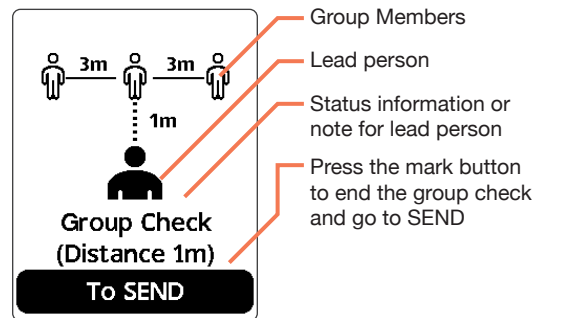 3m 3m
1m
Group Check
(Distance 1m)
To SEND
Group Members
Lead person
Status information or
note for lead person
Press the mark button
to end the group check
and go to SEND